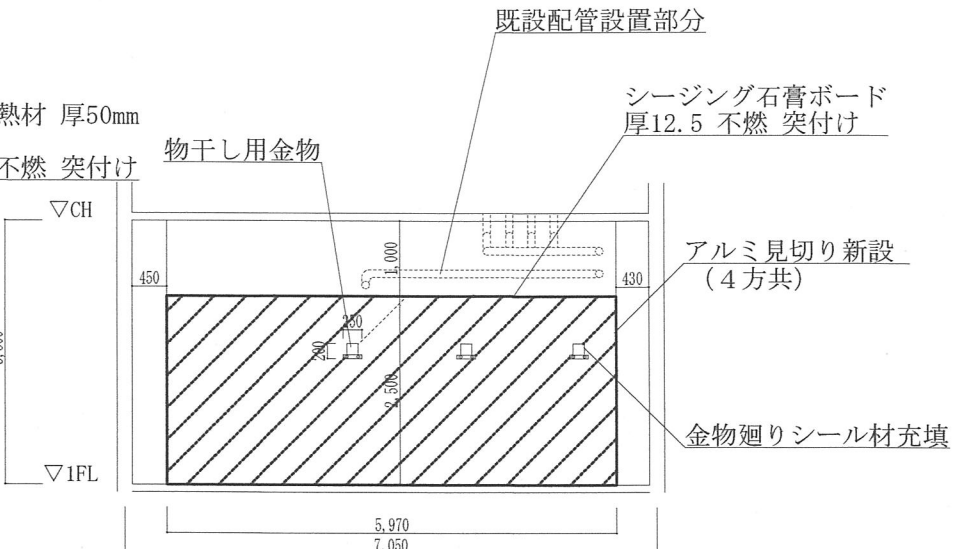 既設配管設置部分
シージング石膏ボード
厚12.5 不燃 突付け
熱材 厚50mm
物干し用金物
不燃 突付け
▽CH
1,000
アルミ見切り新設
(4方共)
450
430
250
200
2,500
金物廻りシール材充填
▽1FL
5,970
7,050